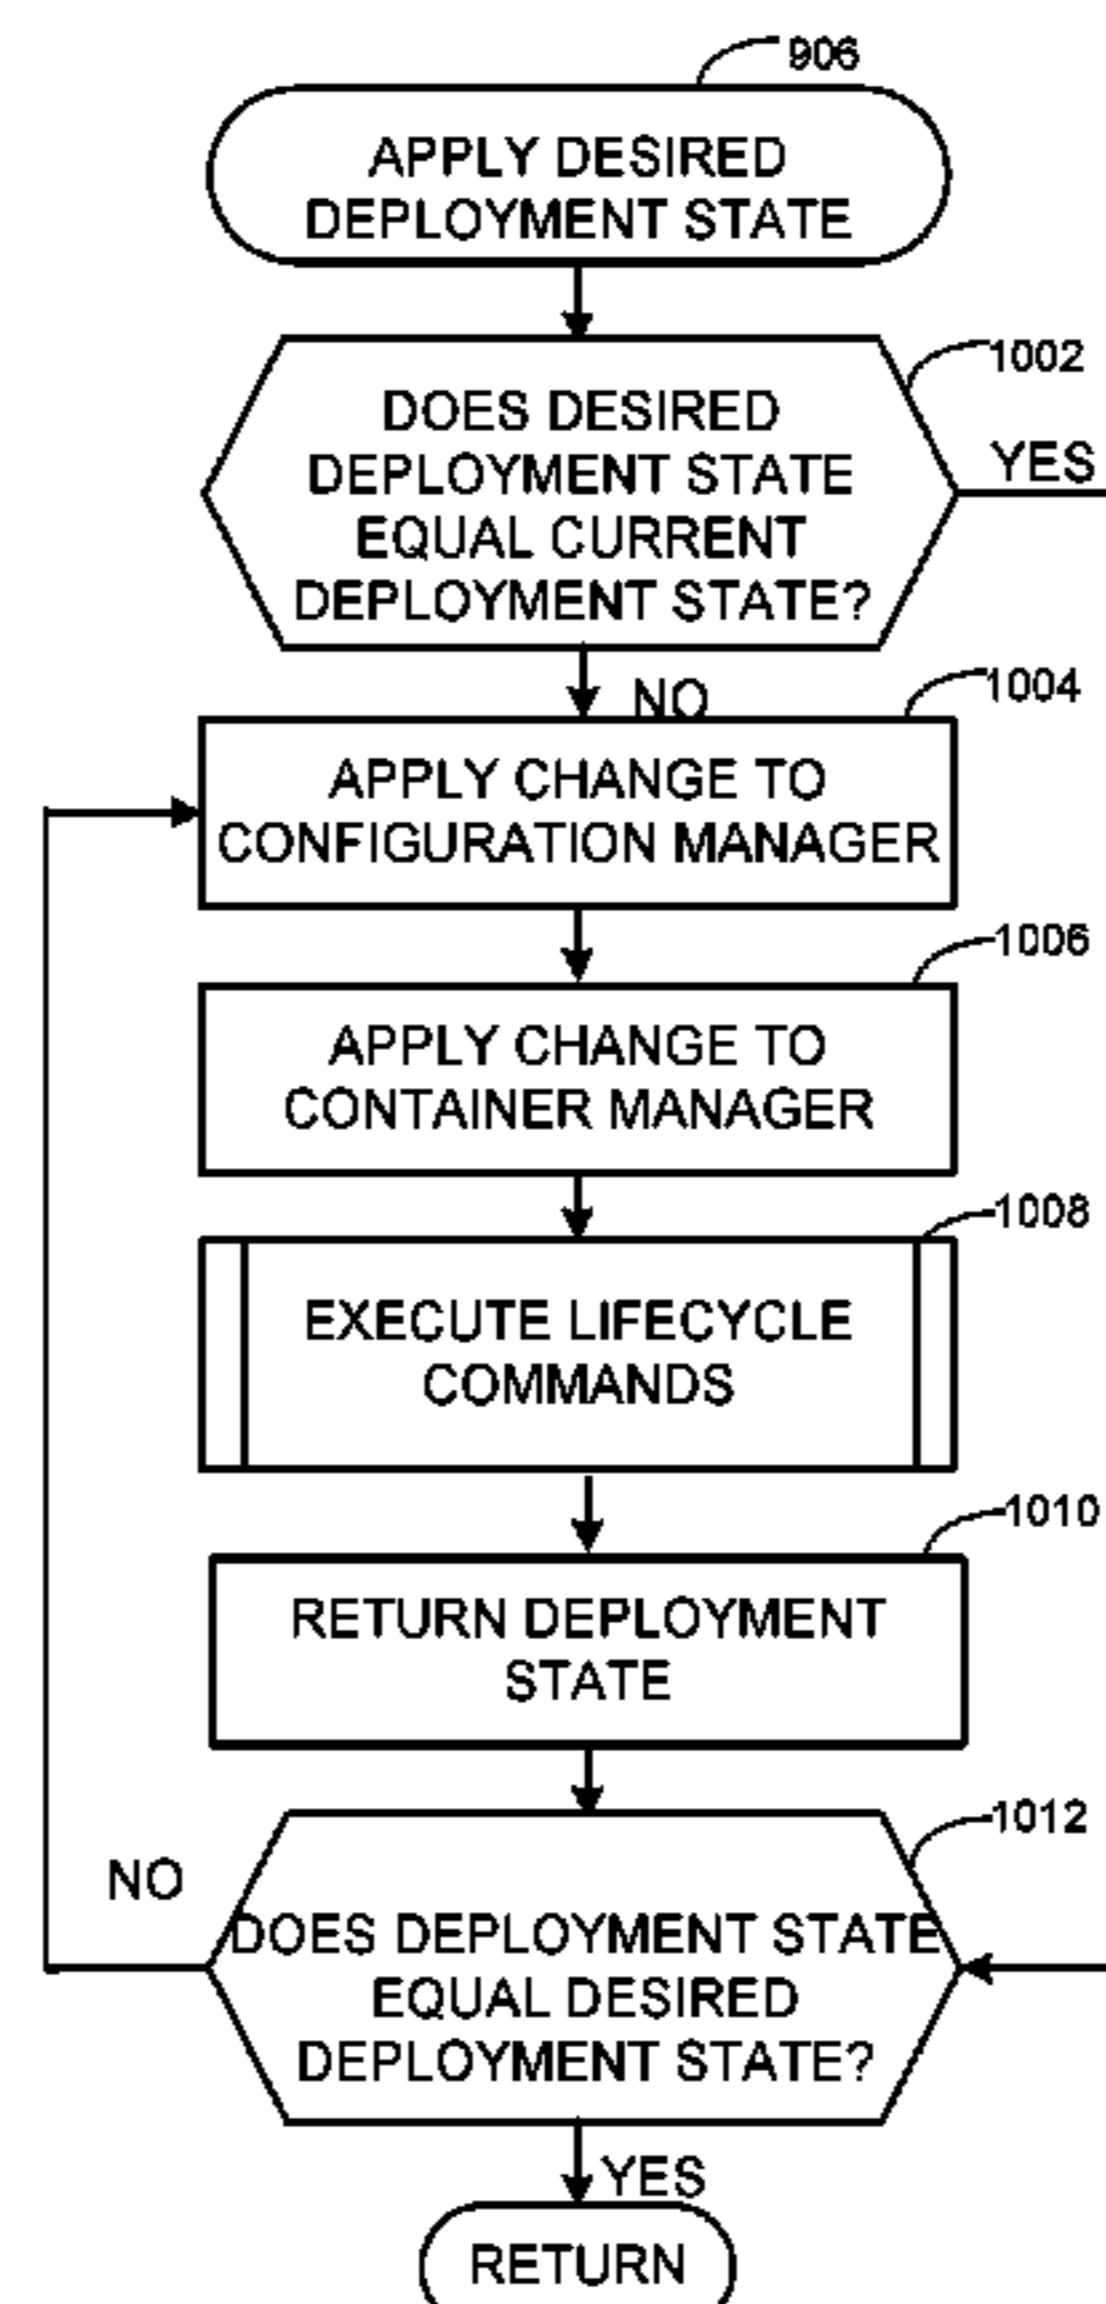 906
APPLY DESIRED
DEPLOYMENT STATE
1002
DOES DESIRED
DEPLOYMENT STATE
EQUAL CURRENT
DEPLOYMENT STATE?
YES
NO
1004
APPLY CHANGE TO
CONFIGURATION MANAGER
1006
APPLY CHANGE TO
CONTAINER MANAGER
1008
EXECUTE LIFECYCLE
COMMANDS
1010
RETURN DEPLOYMENT
STATE
1012
NO
DOES DEPLOYMENT STATE
EQUAL DESIRED
DEPLOYMENT STATE?
YES
RETURN